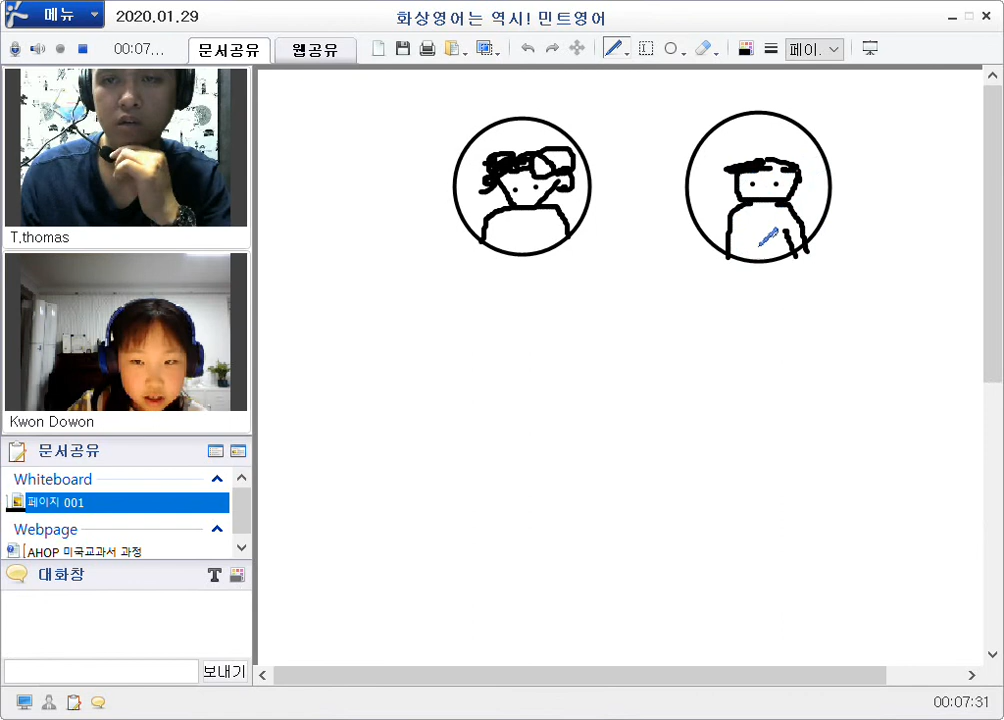 메뉴
2020.01.29
화상영어는 역시! 민트영어
00:07...
문서공유
웹공유
페이.
T.thomas
Kwon Dowon
문서공유
Whiteboard
페이지 001
Webpage
[AHOP 미국교과서 과정
대화창
T
보내기
00:07:31